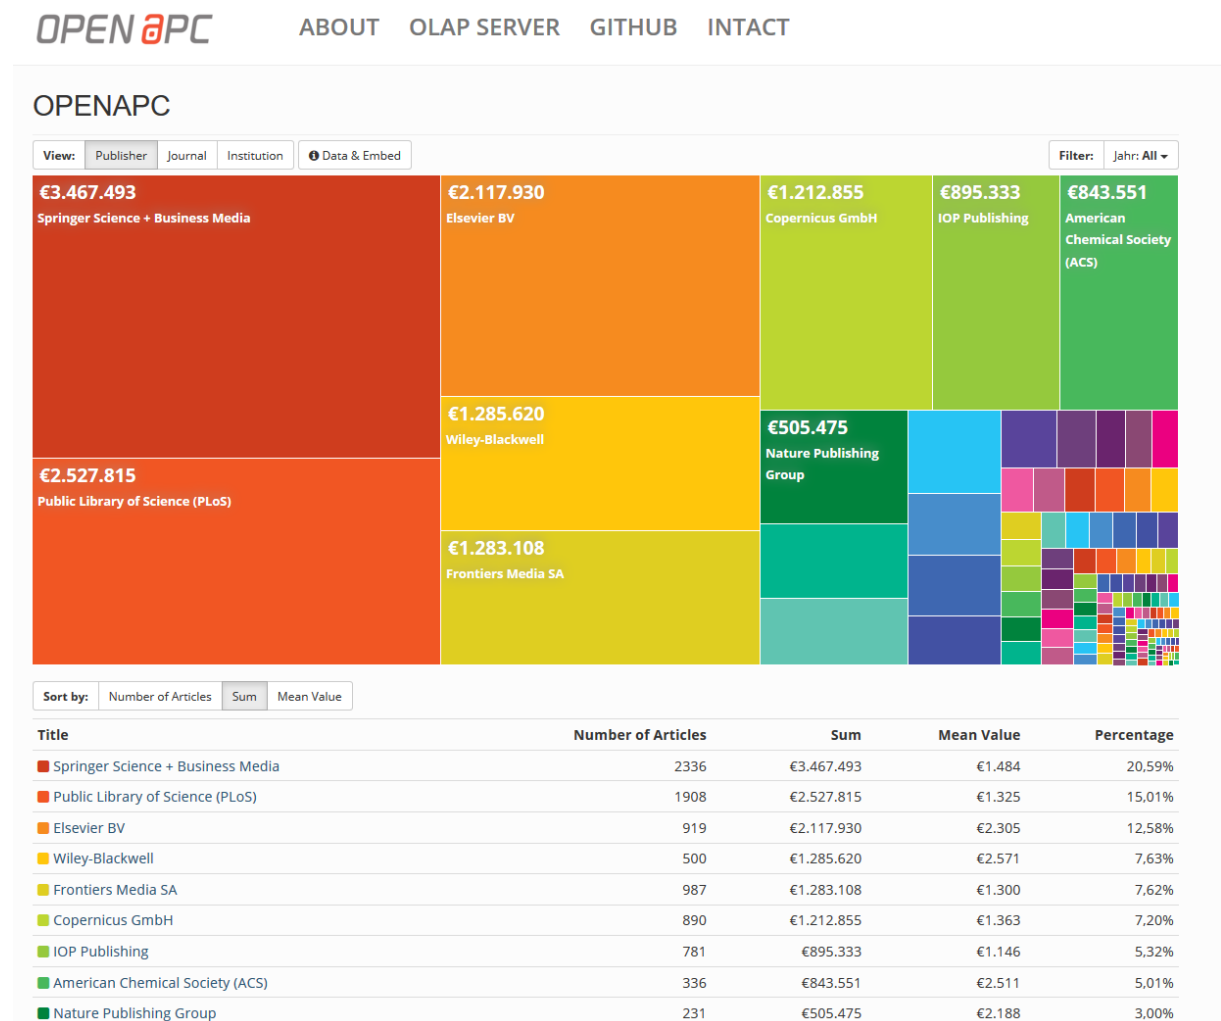 OPEN aPC
ABOUT OLAP SERVER GITHUB INTACT
OPENAPC
View: Publisher Journal Institution Data & Embed Filter: Jahr: All
€3.467.493
Springer Science + Business Media
€2.527.815
Public Library of Science (PLoS)
€2.117.930
Elsevier BV
€1.285.620
Wiley-Blackwell
€1.283.108
Frontiers Media SA
€1.212.855
Copernicus GmbH
€895.333
IOP Publishing
€843.551
American
Chemical Society
(ACS)
€505.475
Nature Publishing
Group
Sort by: Number of Articles Sum Mean Value
Title Number of Articles Sum Mean Value Percentage
Springer Science + Business Media 2336 €3.467.493 €1.484 20,59%
Public Library of Science (PLoS) 1908 €2.527.815 €1.325 15,01%
Elsevier BV 919 €2.117.930 €2.305 12,58%
Wiley-Blackwell 500 €1.285.620 €2.571 7,63%
Frontiers Media SA 987 €1.283.108 €1.300 7,62%
Copernicus GmbH 890 €1.212.855 €1.363 7,20%
IOP Publishing 781 €895.333 €1.146 5,32%
American Chemical Society (ACS) 336 €843.551 €2.511 5,01%
Nature Publishing Group 231 €505.475 €2.188 3,00%